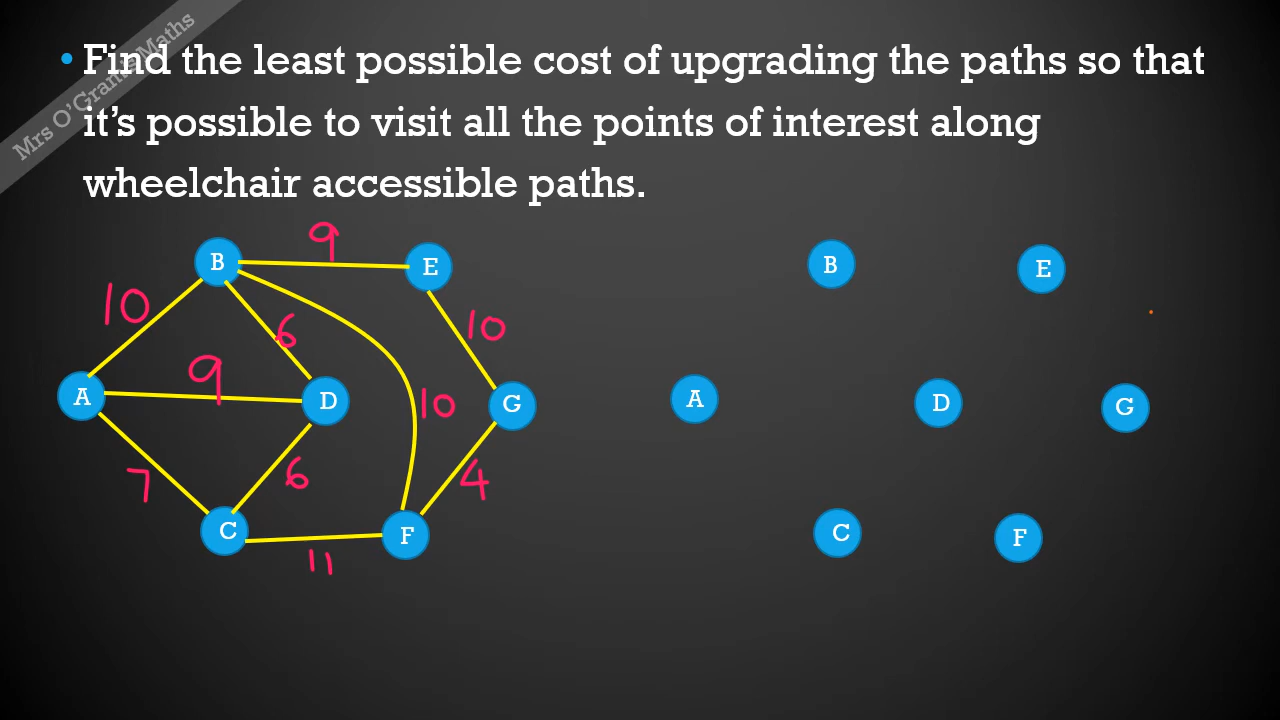 Mrs O'Grams Maths
• Find the least possible cost of upgrading the paths so that
it's possible to visit all the points of interest along
wheelchair accessible paths.
B 9 E B E
10 6 10
A 9 D 10 G A D G
7 6 4
C 11 F C F